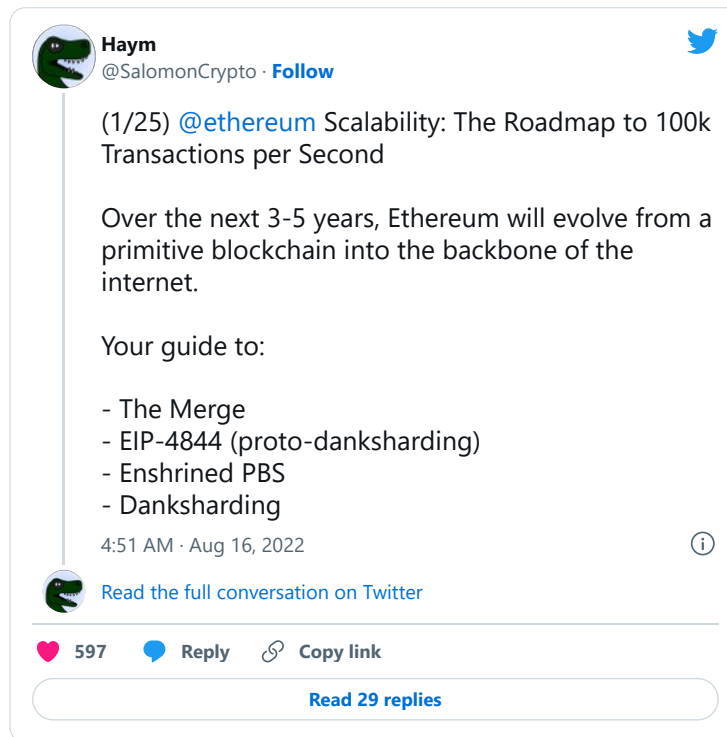 Haym
@SalomonCrypto · Follow
(1/25) @ethereum Scalability: The Roadmap to 100k
Transactions per Second
Over the next 3-5 years, Ethereum will evolve from a
primitive blockchain into the backbone of the
internet.
Your guide to:
- The Merge
- EIP-4844 (proto-danksharding)
- Enshrined PBS
- Danksharding
4:51 AM · Aug 16, 2022
Read the full conversation on Twitter
597 Reply Copy link
Read 29 replies